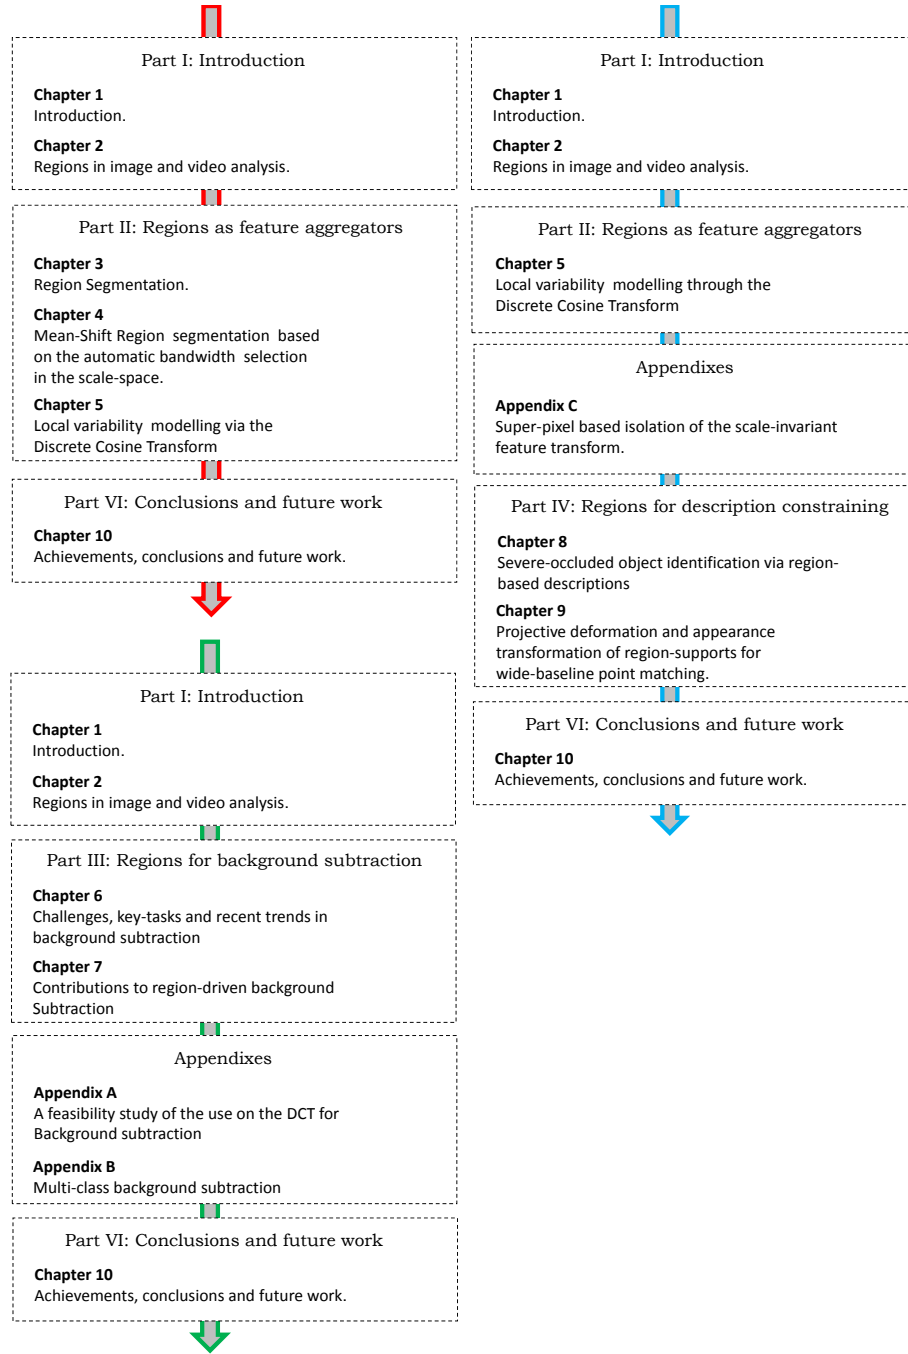 Part I: Introduction
Chapter 1
Introduction.
Chapter 2
Regions in image and video analysis.
Part II: Regions as feature aggregators
Chapter 3
Region Segmentation.
Chapter 4
Mean-Shift Region segmentation based
on the automatic bandwidth selection
in the scale-space.
Chapter 5
Local variability modelling via the
Discrete Cosine Transform
Part VI: Conclusions and future work
Chapter 10
Achievements, conclusions and future work.
Part I: Introduction
Chapter 1
Introduction.
Chapter 2
Regions in image and video analysis.
Part III: Regions for background subtraction
Chapter 6
Challenges, key-tasks and recent trends in
background subtraction
Chapter 7
Contributions to region-driven background
Subtraction
Appendixes
Appendix A
A feasibility study of the use on the DCT for
Background subtraction
Appendix B
Multi-class background subtraction
Part VI: Conclusions and future work
Chapter 10
Achievements, conclusions and future work.
Part I: Introduction
Chapter 1
Introduction.
Chapter 2
Regions in image and video analysis.
Part II: Regions as feature aggregators
Chapter 5
Local variability modelling through the
Discrete Cosine Transform
Appendixes
Appendix C
Super-pixel based isolation of the scale-invariant
feature transform.
Part IV: Regions for description constraining
Chapter 8
Severe-occluded object identification via region-
based descriptions
Chapter 9
Projective deformation and appearance
transformation of region-supports for
wide-baseline point matching.
Part VI: Conclusions and future work
Chapter 10
Achievements, conclusions and future work.